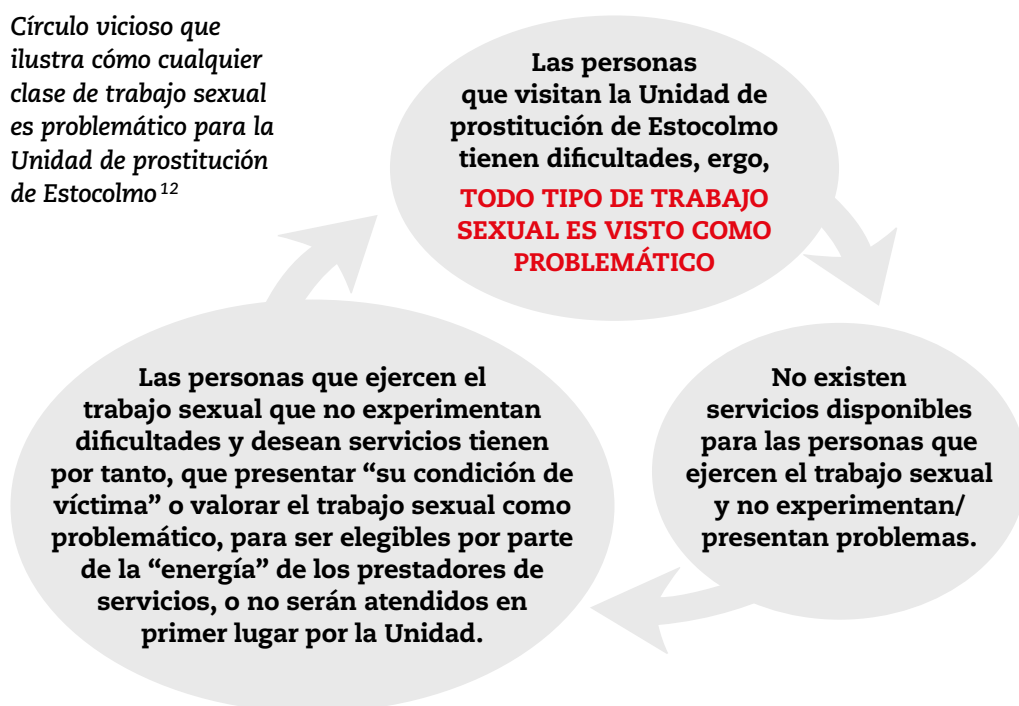 Círculo vicioso que
ilustra cómo cualquier
clase de trabajo sexual
es problemático para la
Unidad de prostitución
de Estocolmo 12
Las personas
que visitan la Unidad de
prostitución de Estocolmo
tienen dificultades, ergo,
TODO TIPO DE TRABAJO
SEXUAL ES VISTO COMO
PROBLEMÁTICO
No existen
servicios disponibles
para las personas que
ejercen el trabajo sexual
y no experimentan/
presentan problemas.
Las personas que ejercen el
trabajo sexual que no experimentan
dificultades y desean servicios tienen
por tanto, que presentar “su condición de
víctima” o valorar el trabajo sexual como
problemático, para ser elegibles por parte
de la “energía” de los prestadores de
servicios, o no serán atendidos en
primer lugar por la Unidad.